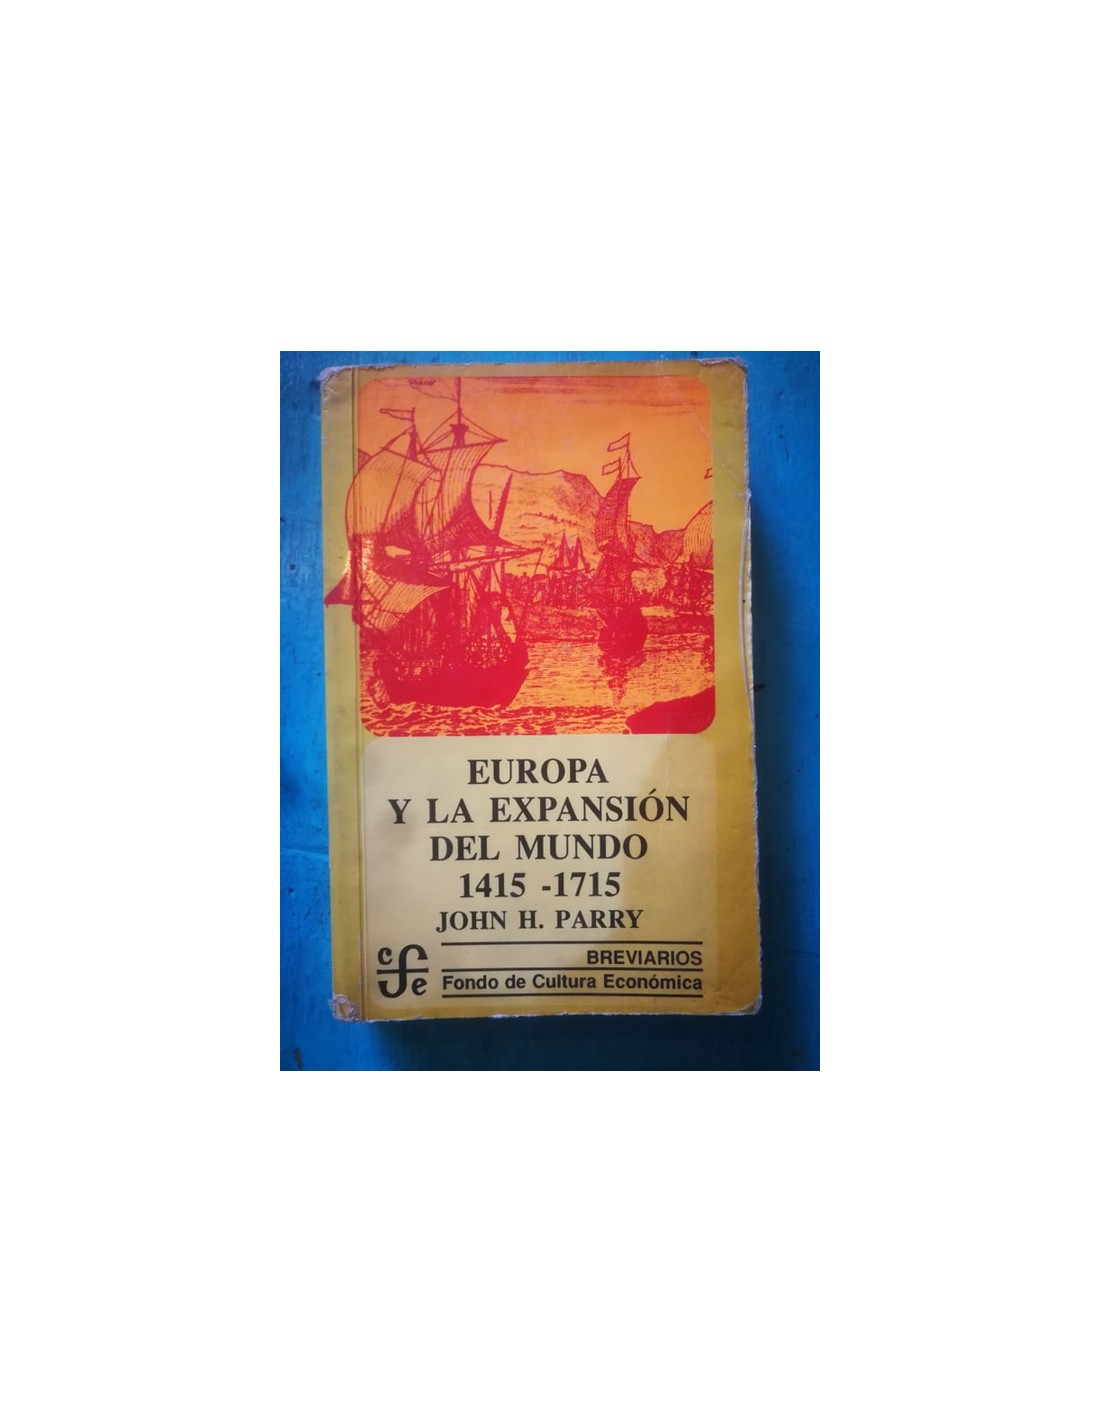 EUROPA
Y LA EXPANSIÓN
DEL MUNDO
1415 -1715
JOHN H. PARRY
BREVIARIOS
cfe
Fondo de Cultura Económica